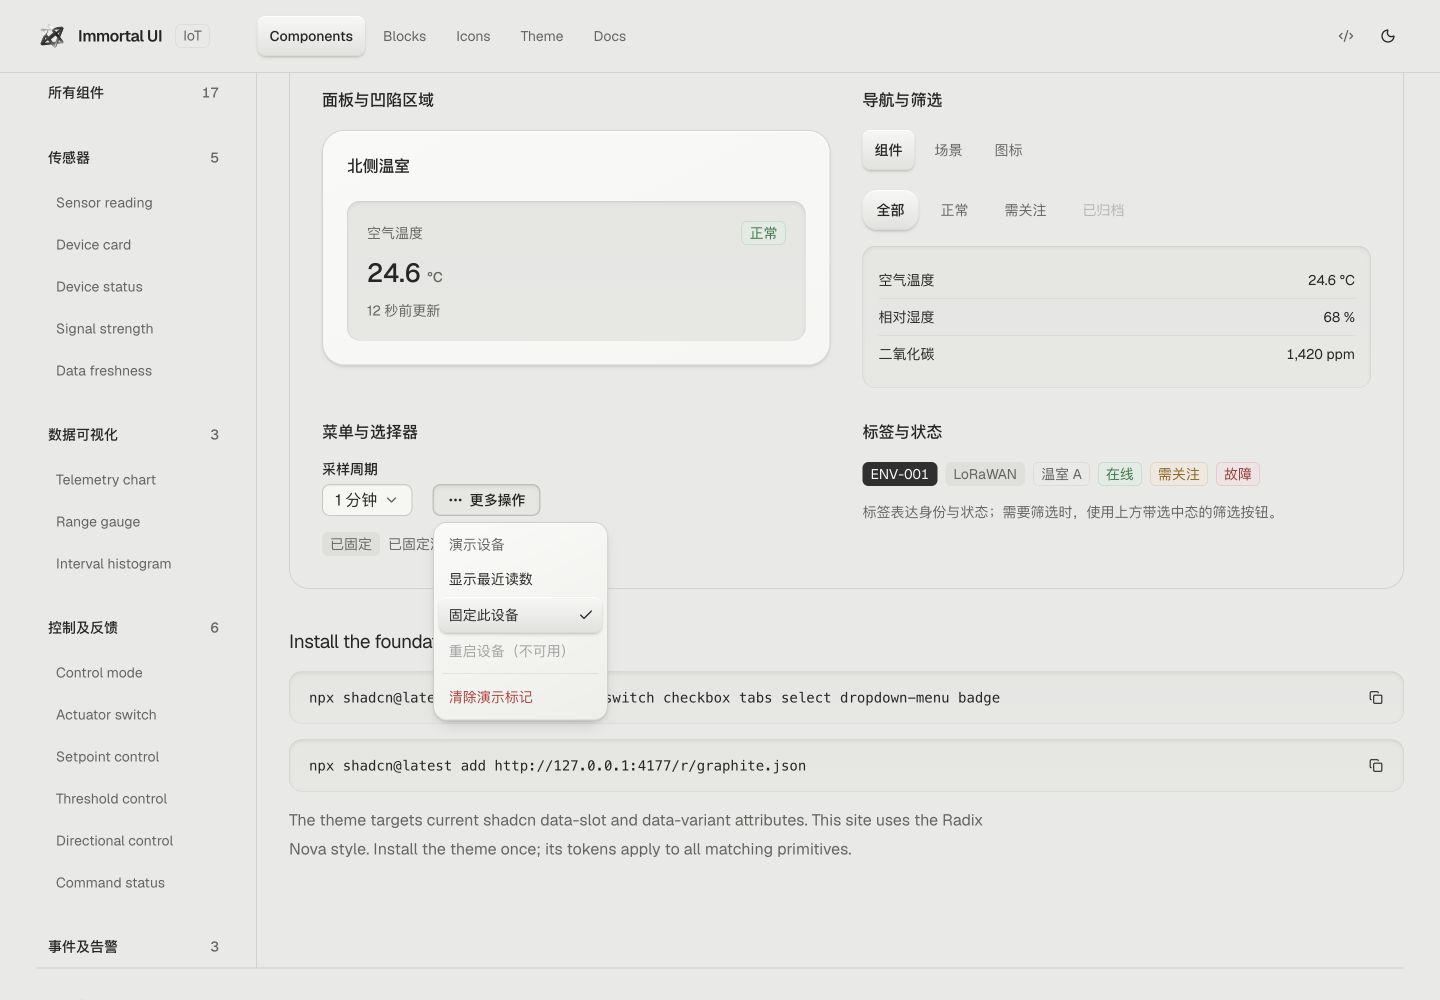 Immortal UI
IoT
Components
Blocks
Icons
Theme
Docs
所有组件 17
传感器 5
Sensor reading
Device card
Device status
Signal strength
Data freshness
数据可视化 3
Telemetry chart
Range gauge
Interval histogram
控制及反馈 6
Control mode
Actuator switch
Setpoint control
Threshold control
Directional control
Command status
事件及告警 3
面板与凹陷区域
北侧温室
空气温度 正常
24.6 °C
12 秒前更新
导航与筛选
组件 场景 图标
全部 正常 需关注 已归档
空气温度 24.6 °C
相对湿度 68 %
二氧化碳 1,420 ppm
菜单与选择器
采样周期
1 分钟 更多操作
已固定 已固定
演示设备
显示最近读数
固定此设备
重启设备（不可用）
清除演示标记
标签与状态
ENV-001 LoRaWAN 温室 A 在线 需关注 故障
标签表达身份与状态；需要筛选时，使用上方带选中态的筛选按钮。
Install the
npx switch checkbox tabs select dropdown-menu badge
npx shadcn@latest add http://127.0.0.1:4177/r/graphite.json
The theme targets current shadcn data-slot and data-variant attributes. This site uses the Radix
Nova style. Install the theme once; its tokens apply to all matching primitives.